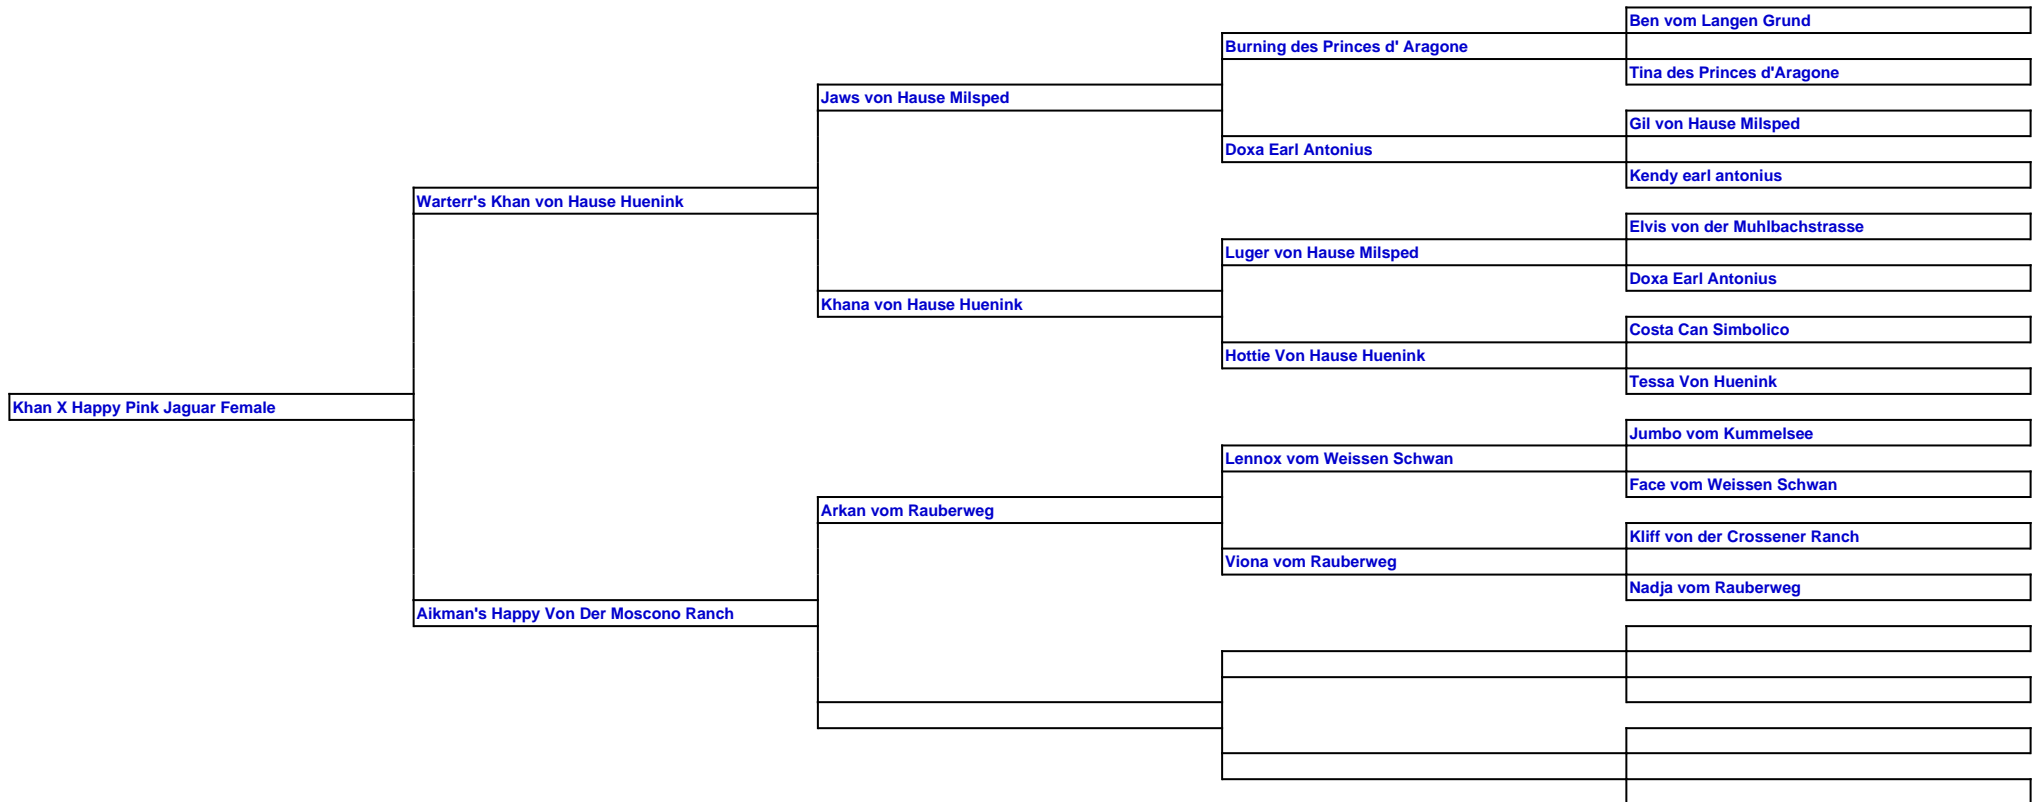 Ben vom Langen Grund
Burning des Princes d' Aragone
Tina des Princes d'Aragone
Jaws von Hause Milsped
Gil von Hause Milsped
Doxa Earl Antonius
Kendy earl antonius
Warterr's Khan von Hause Huenink
Elvis von der Muhlbachstrasse
Luger von Hause Milsped
Doxa Earl Antonius
Khana von Hause Huenink
Costa Can Simbolico
Hottie Von Hause Huenink
Tessa Von Huenink
Khan X Happy Pink Jaguar Female
Jumbo vom Kummelsee
Lennox vom Weissen Schwan
Face vom Weissen Schwan
Arkan vom Rauberweg
Kliff von der Crossener Ranch
Viona vom Rauberweg
Nadja vom Rauberweg
Aikman's Happy Von Der Moscono Ranch